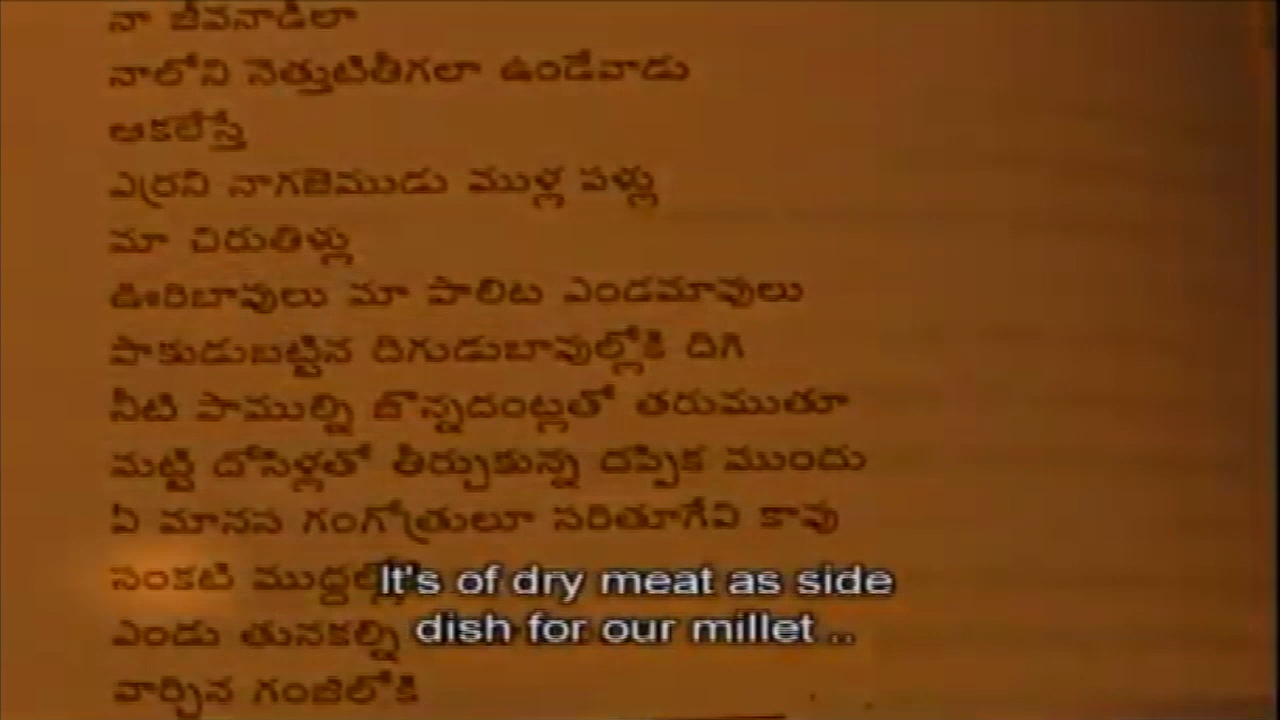 నా జీవనాడిలా
నాలోని నెత్తుటితీగలా ఉండేవాడు
ఆకలేస్తే
ఎర్రని నాగజెముడు ముళ్ల పళ్లు
మా చిరుతిళ్లు
ఊరిబావులు మా పాలిట ఎండమావులు
పాకుడుబట్టిన దిగుడుబావుల్లోకి దిగి
నీటి పాముల్ని జొన్నదంట్లతో తరుముతూ
మట్టి దోసిళ్లతో తీర్చుకున్న దప్పిక ముందు
ఏ మానస గంగోత్రులూ సరితూగేవి కావు
సంకటి
It's of dry meat as side
ఎండు తునకల్ని
dish for our millet ..
వార్చిన గంజిలోకి